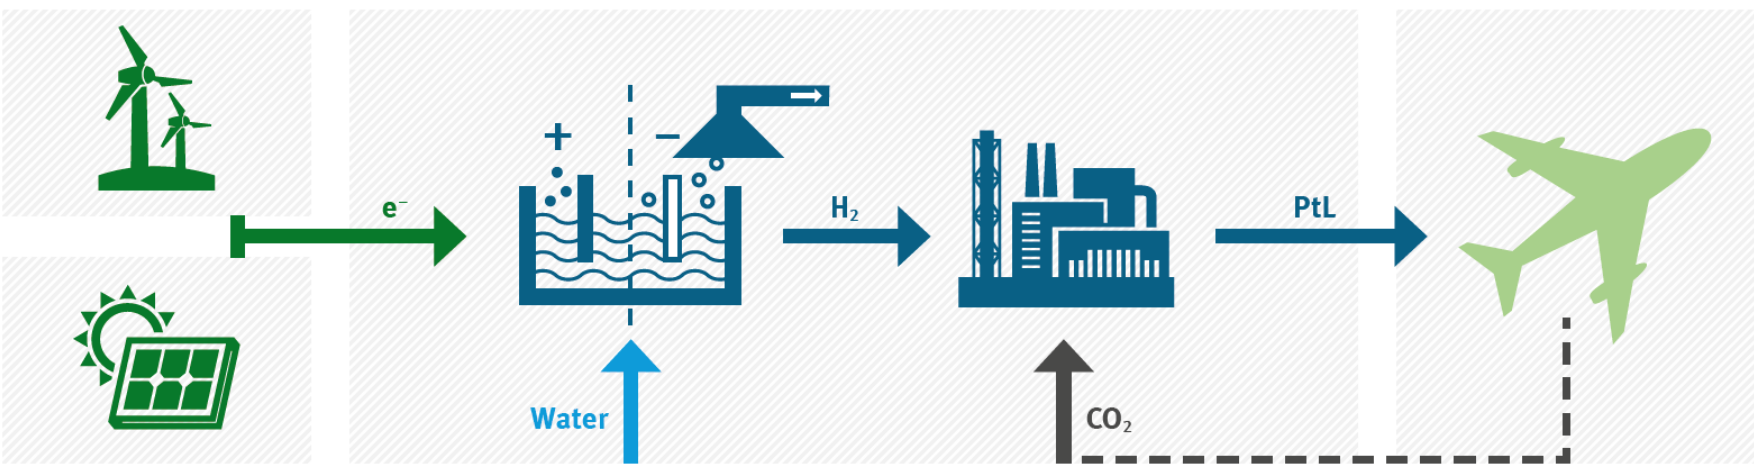 +
−
e⁻
H₂
PtL
Water
CO₂